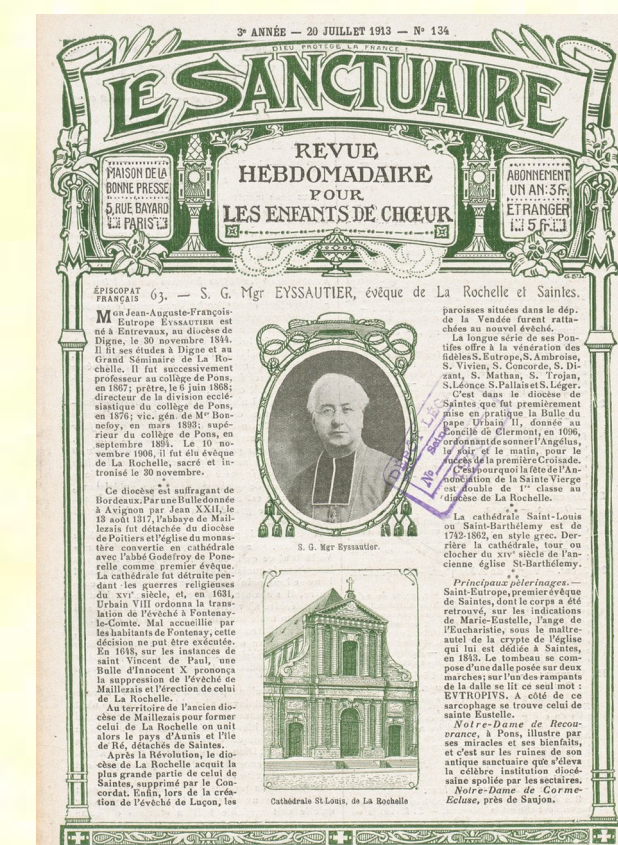 3e ANNÉE — 20 JUILLET 1913 — No 134
DIEU PROTÈGE LA FRANCE !
LE SANCTUAIRE
REVUE
HEBDOMADAIRE
POUR
LES ENFANTS DE CHŒUR
MAISON DE LA
BONNE PRESSE
5, RUE BAYARD
PARIS
ABONNEMENT
UN AN: 3 fr.
ETRANGER
5 fr.
ÉPISCOPAT
FRANÇAIS
63. — S. G. Mgr EYSSAUTIER, évêque de La Rochelle et Saintes.
MGR Jean-Auguste-François-
Eutrope EYSSAUTIER est
né à Entrevaux, au diocèse de
Digne, le 30 novembre 1844.
Il fit ses études à Digne et au
Grand Séminaire de La Ro-
chelle. Il fut successivement
professeur au collège de Pons,
en 1867; prêtre, le 6 juin 1868;
directeur de la division ecclé-
siastique du collège de Pons,
en 1876; vic. gén. de Mgr Bon-
nefoy, en mars 1893; supé-
rieur du collège de Pons, en
septembre 1894. Le 10 no-
vembre 1906, il fut élu évêque
de La Rochelle, sacré et in-
tronisé le 30 novembre.
* * *
Ce diocèse est suffragant de
Bordeaux. Par une Bulle donnée
à Avignon par Jean XXII, le
13 août 1317, l'abbaye de Mail-
lezais fut détachée du diocèse
de Poitiers et l'église du monas-
tère convertie en cathédrale
avec l'abbé Godefroy de Pone-
relle comme premier évêque.
La cathédrale fut détruite pen-
dant les guerres religieuses
du XVIe siècle, et, en 1631,
Urbain VIII ordonna la trans-
lation de l'évêché à Fontenay-
le-Comte. Mal accueillie par
les habitants de Fontenay, cette
décision ne put être exécutée.
En 1648, sur les instances de
saint Vincent de Paul, une
Bulle d'Innocent X prononça
la suppression de l'évêché de
Maillezais et l'érection de celui
de La Rochelle.
Au territoire de l'ancien dio-
cèse de Maillezais pour former
celui de La Rochelle on unit
alors le pays d'Aunis et l'île
de Ré, détachés de Saintes.
Après la Révolution, le dio-
cèse de La Rochelle acquit la
plus grande partie de celui de
Saintes, supprimé par le Con-
cordat. Enfin, lors de la créa-
tion de l'évêché de Luçon, les
S. G. Mgr Eyssautier.
Cathédrale St-Louis, de La Rochelle
paroisses situées dans le dép.
de la Vendée furent ratta-
chées au nouvel évêché.
La longue série de ses Pon-
tifes offre à la vénération des
fidèles S. Eutrope, S. Ambroise,
S. Vivien, S. Concorde, S. Di-
zant, S. Mathan, S. Trojan,
S. Léonce S. Pallais et S. Léger.
C'est dans le diocèse de
Saintes que fut premièrement
mise en pratique la Bulle du
pape Urbain II, donnée au
Concile de Clermont, en 1096,
ordonnant de sonner l'Angélus,
le soir et le matin, pour le
succès de la première Croisade.
C'est pourquoi la fête de l'An-
nonciation de la Sainte Vierge
est double de 1re classe au
diocèse de La Rochelle.
* * *
La cathédrale Saint-Louis
ou Saint-Barthélemy est de
1742-1862, en style grec. Der-
rière la cathédrale, tour ou
clocher du XIVe siècle de l'an-
cienne église St-Barthélemy.
* * *
Principaux pèlerinages. —
Saint-Eutrope, premier évêque
de Saintes, dont le corps a été
retrouvé, sur les indications
de Marie-Eustelle, l'ange de
l'Eucharistie, sous le maître-
autel de la crypte de l'église
qui lui est dédiée à Saintes,
en 1843. Le tombeau se com-
pose d'une dalle posée sur deux
marches; sur l'un des rampants
de la dalle se lit ce seul mot :
EVTROPIVS. A côté de ce
sarcophage se trouve celui de
sainte Eustelle.
Notre-Dame de Recou-
vrance, à Pons, illustre par
ses miracles et ses bienfaits,
et c'est sur les ruines de son
antique sanctuaire que s'éleva
la célèbre institution diocé-
saine spoliée par les sectaires.
Notre-Dame de Corme-
Ecluse, près de Saujon.